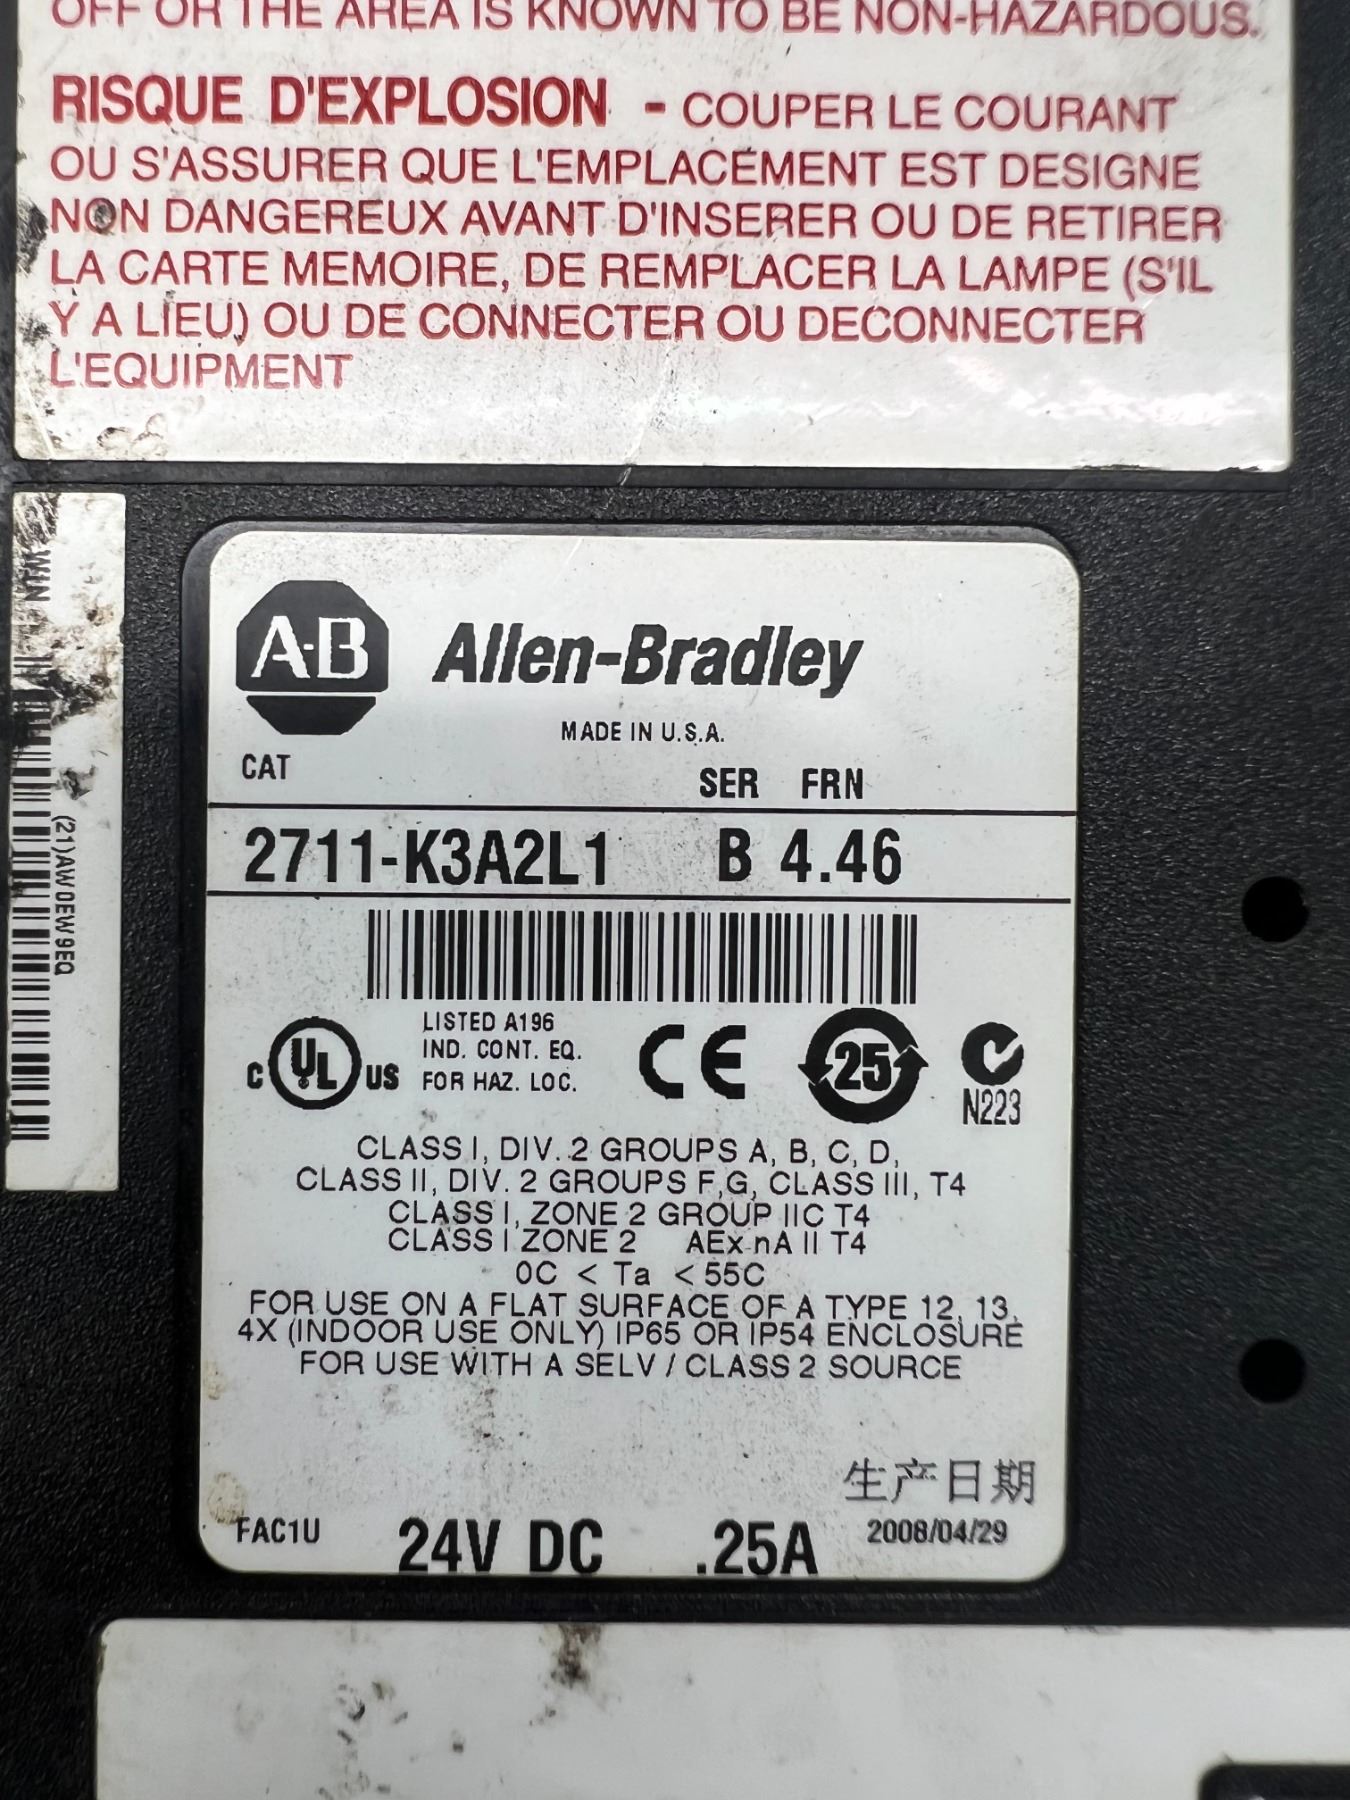 OFF OR THE AREA IS KNOWN TO BE NON-HAZARDOUS.
RISQUE D'EXPLOSION - COUPER LE COURANT
OU S'ASSURER QUE L'EMPLACEMENT EST DESIGNE
NON DANGEREUX AVANT D'INSERER OU DE RETIRER
LA CARTE MEMOIRE, DE REMPLACER LA LAMPE (S'IL
Y A LIEU) OU DE CONNECTER OU DECONNECTER
L'EQUIPMENT
(21)AW0EW9EQ
A-B Allen-Bradley
MADE IN U.S.A.
CAT SER FRN
2711-K3A2L1 B 4.46
C UL US
LISTED A196
IND. CONT. EQ.
FOR HAZ. LOC.
CE
25
N223
CLASS I, DIV. 2 GROUPS A, B, C, D,
CLASS II, DIV. 2 GROUPS F,G, CLASS III, T4
CLASS I, ZONE 2 GROUP IIC T4
CLASS I ZONE 2 AEx nA II T4
0C < Ta < 55C
FOR USE ON A FLAT SURFACE OF A TYPE 12, 13,
4X (INDOOR USE ONLY) IP65 OR IP54 ENCLOSURE
FOR USE WITH A SELV / CLASS 2 SOURCE
生产日期
FAC1U 24V DC .25A 2008/04/29